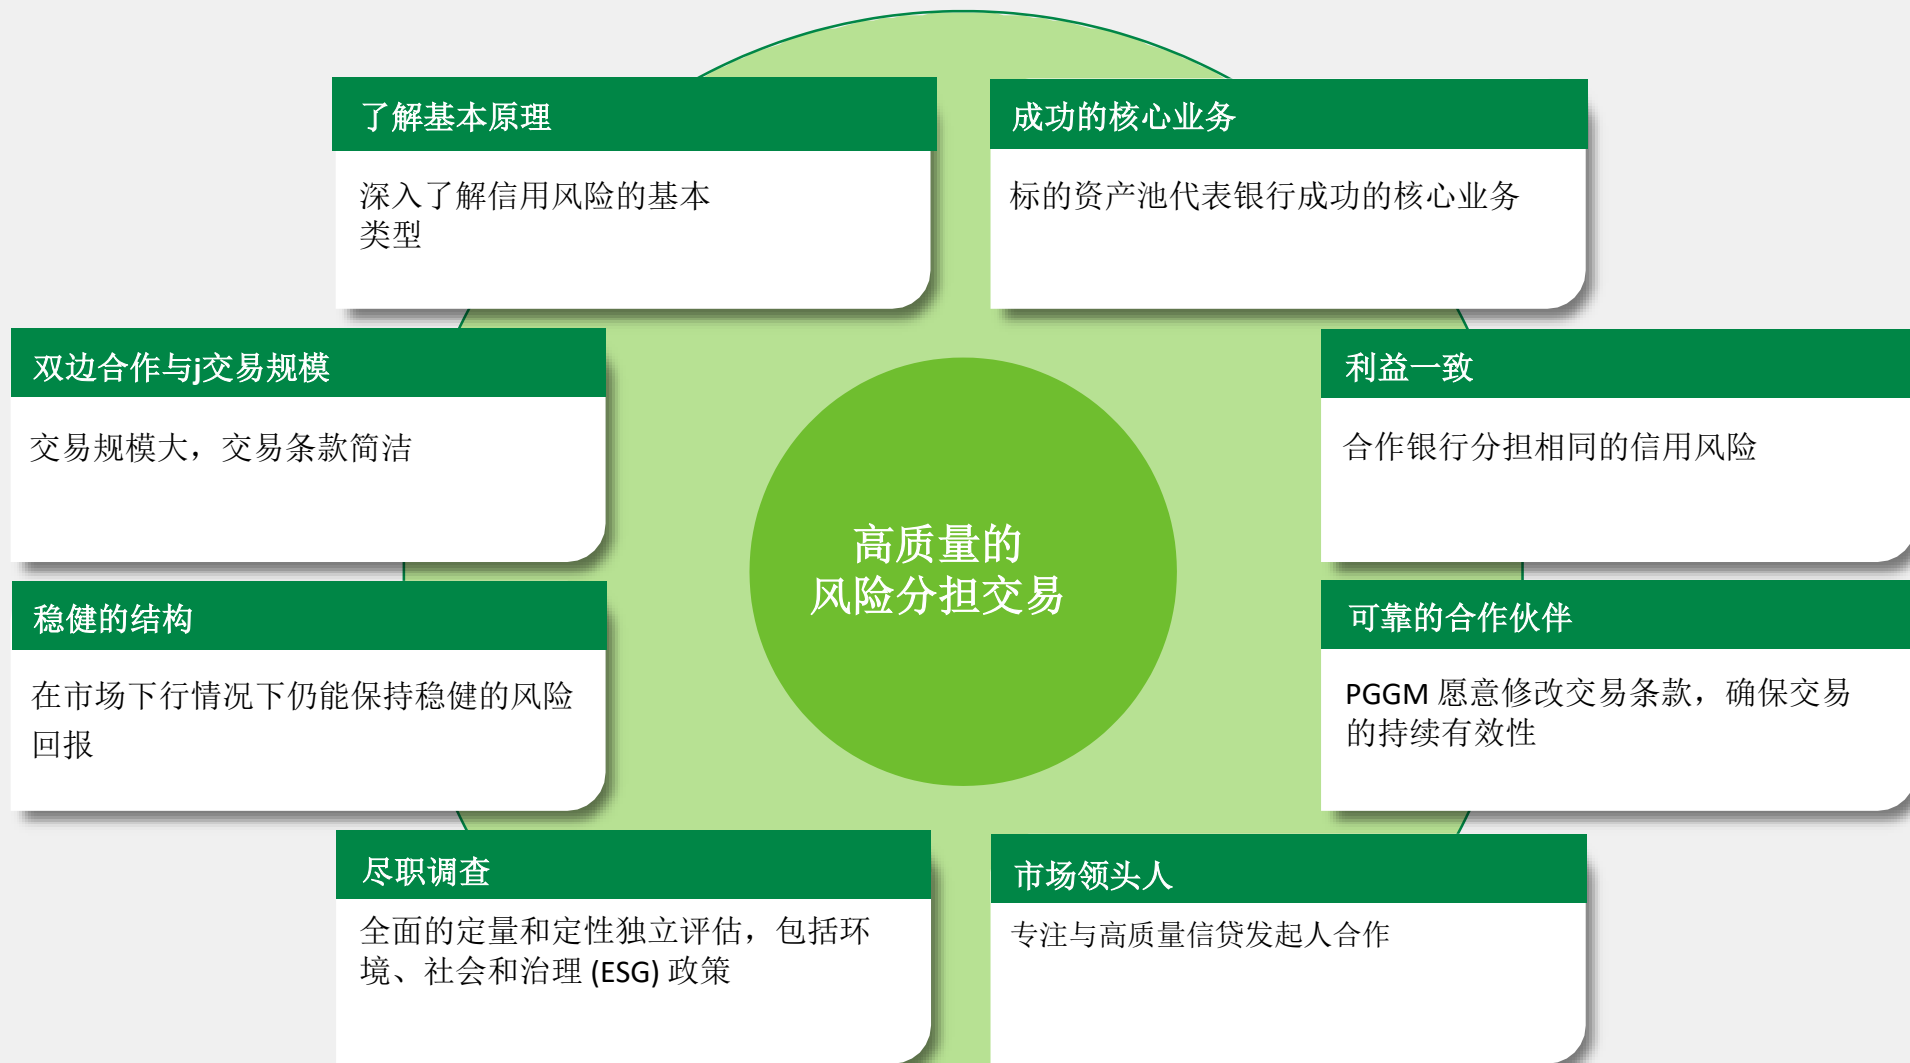 了解基本原理
深入了解信用风险的基本
类型
成功的核心业务
标的资产池代表银行成功的核心业务
双边合作与j交易规模
交易规模大，交易条款简洁
利益一致
合作银行分担相同的信用风险
高质量的
风险分担交易
稳健的结构
在市场下行情况下仍能保持稳健的风险
回报
可靠的合作伙伴
PGGM 愿意修改交易条款，确保交易
的持续有效性
尽职调查
全面的定量和定性独立评估，包括环
境、社会和治理 (ESG) 政策
市场领头人
专注与高质量信贷发起人合作